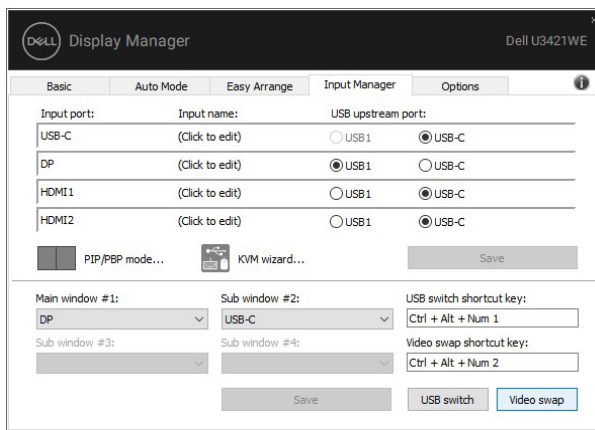 DELL Display Manager Dell U3421WE
Basic Auto Mode Easy Arrange Input Manager Options
Input port: Input name: USB upstream port:
USB-C (Click to edit) USB1 USB-C
DP (Click to edit) USB1 USB-C
HDMI1 (Click to edit) USB1 USB-C
HDMI2 (Click to edit) USB1 USB-C
PIP/PBP mode... KVM wizard... Save
Main window #1: Sub window #2: USB switch shortcut key:
DP USB-C Ctrl + Alt + Num 1
Sub window #3: Sub window #4: Video swap shortcut key:
Ctrl + Alt + Num 2
Save USB switch Video swap